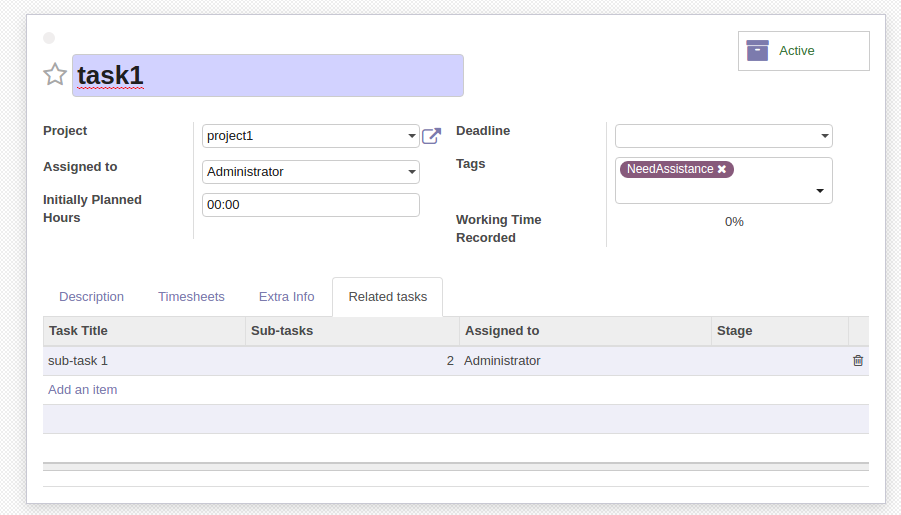 Active
task1
Project
project1
Assigned to
Administrator
Initially Planned
Hours
00:00
Deadline
Tags
NeedAssistance
Working Time
Recorded
0%
Description Timesheets Extra Info Related tasks
Task Title Sub-tasks Assigned to Stage
sub-task 1 2 Administrator
Add an item